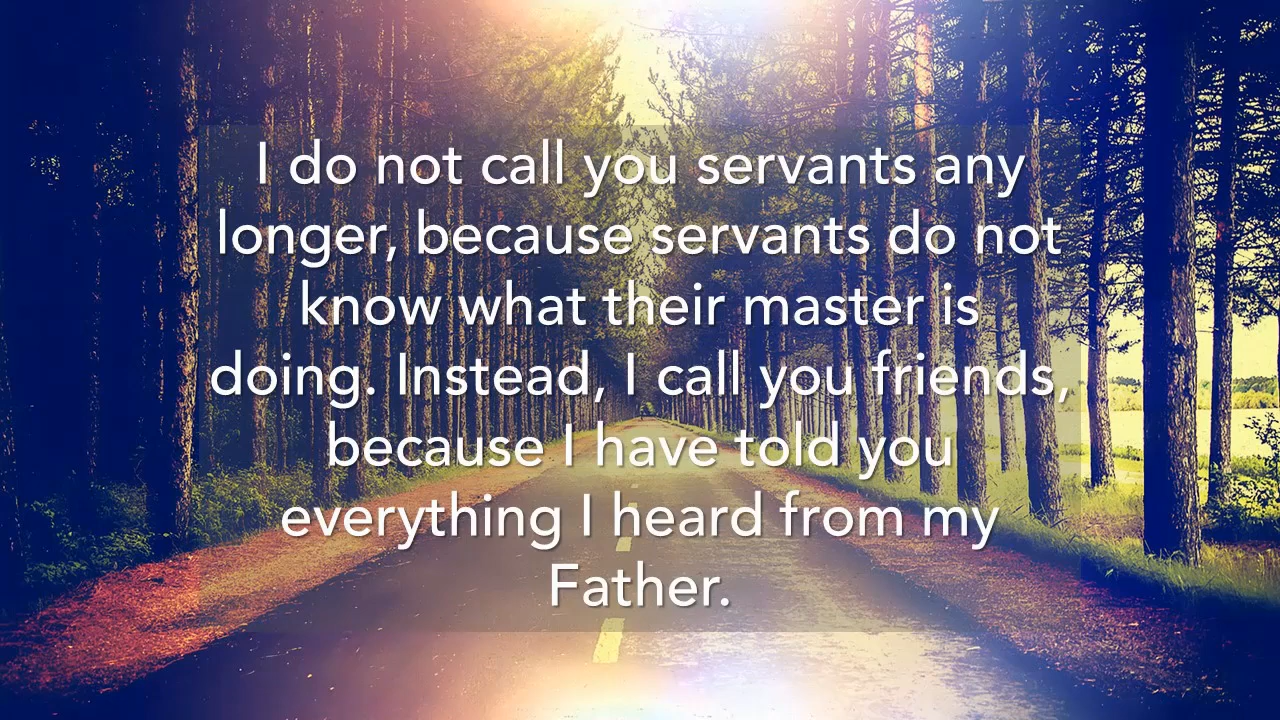 I do not call you servants any
longer, because servants do not
know what their master is
doing. Instead, I call you friends,
because I have told you
everything I heard from my
Father.